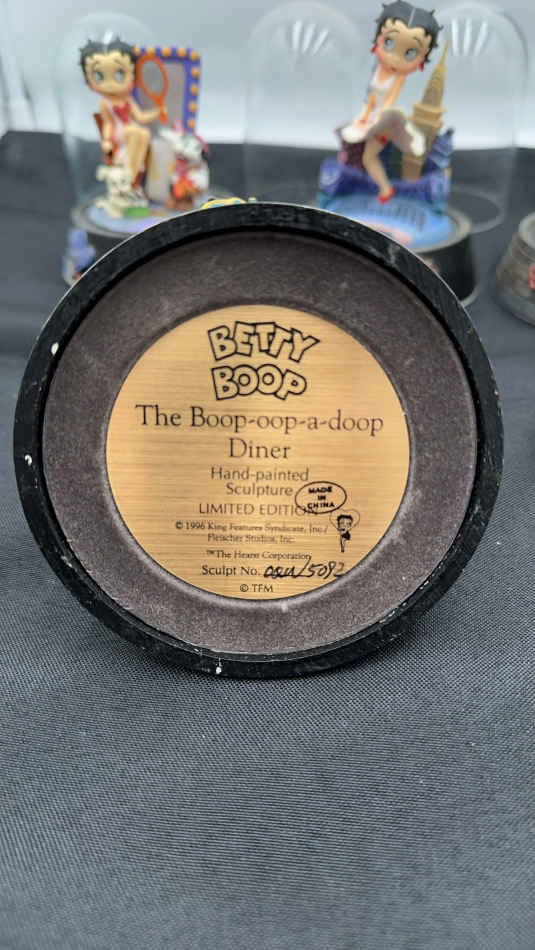 BETTY
BOOP
The Boop-oop-a-doop
Diner
Hand-painted
Sculpture
MADE
IN
CHINA
LIMITED EDITION
© 1996 King Features Syndicate, Inc./
Fleischer Studios, Inc.
™The Hearst Corporation
Sculpt No. 5092
© TFM